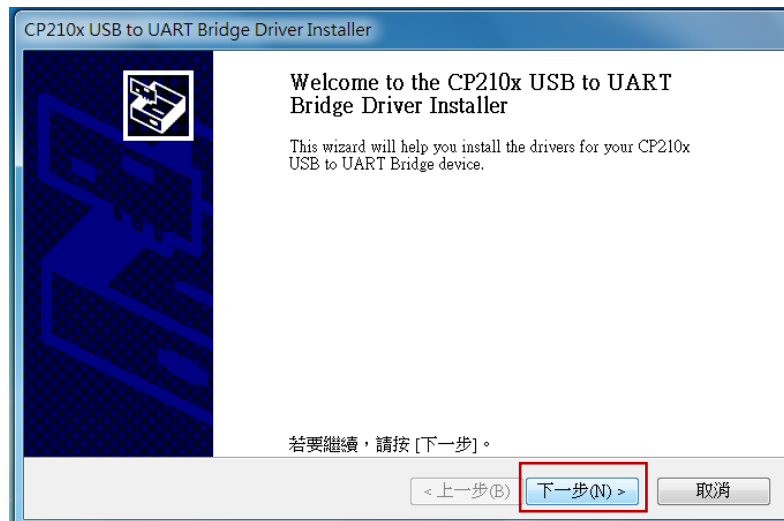 CP210x USB to UART Bridge Driver Installer
Welcome to the CP210x USB to UART
Bridge Driver Installer
This wizard will help you install the drivers for your CP210x
USB to UART Bridge device.
若要繼續，請按 [下一步]。
< 上一步(B)
下一步(N) >
取消